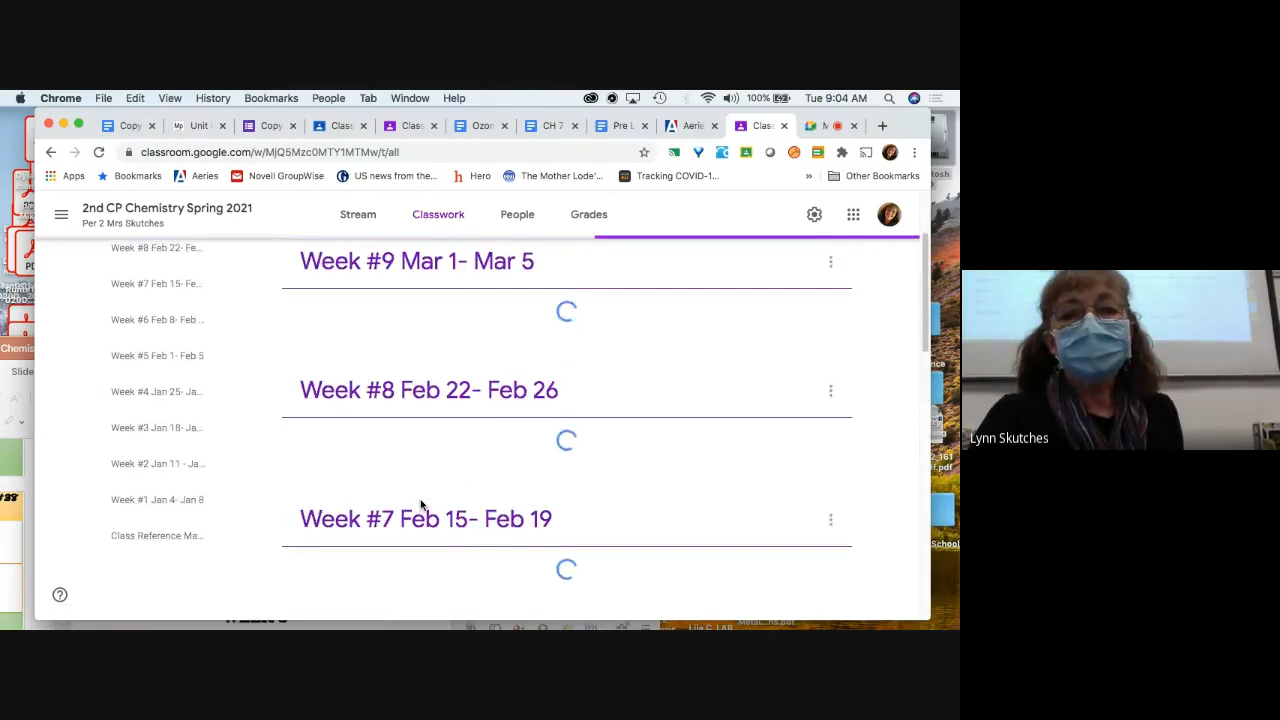 Chrome File Edit View History Bookmarks People Tab Window Help 100% Tue 9:04 AM
Copy Unit Copy Class Class Ozo CH 7 Pre L Aerie Class M
classroom.google.com/w/MjQ5Mzc0MTY1MTMw/t/all
Apps Bookmarks Aeries Novell GroupWise US news from the... Hero The Mother Lode'... Tracking COVID-1... » Other Bookmarks
2nd CP Chemistry Spring 2021
Per 2 Mrs Skutches
Stream Classwork People Grades
Week #8 Feb 22- Fe...
Week #7 Feb 15- Fe...
Week #6 Feb 8- Feb ...
Week #5 Feb 1- Feb 5
Week #4 Jan 25- Ja...
Week #3 Jan 18- Ja...
Week #2 Jan 11 - Ja...
Week #1 Jan 4- Jan 8
Class Reference Ma...
Week #9 Mar 1- Mar 5
Week #8 Feb 22- Feb 26
Week #7 Feb 15- Feb 19
Chemis
Slide
#38
School
Lynn Skutches